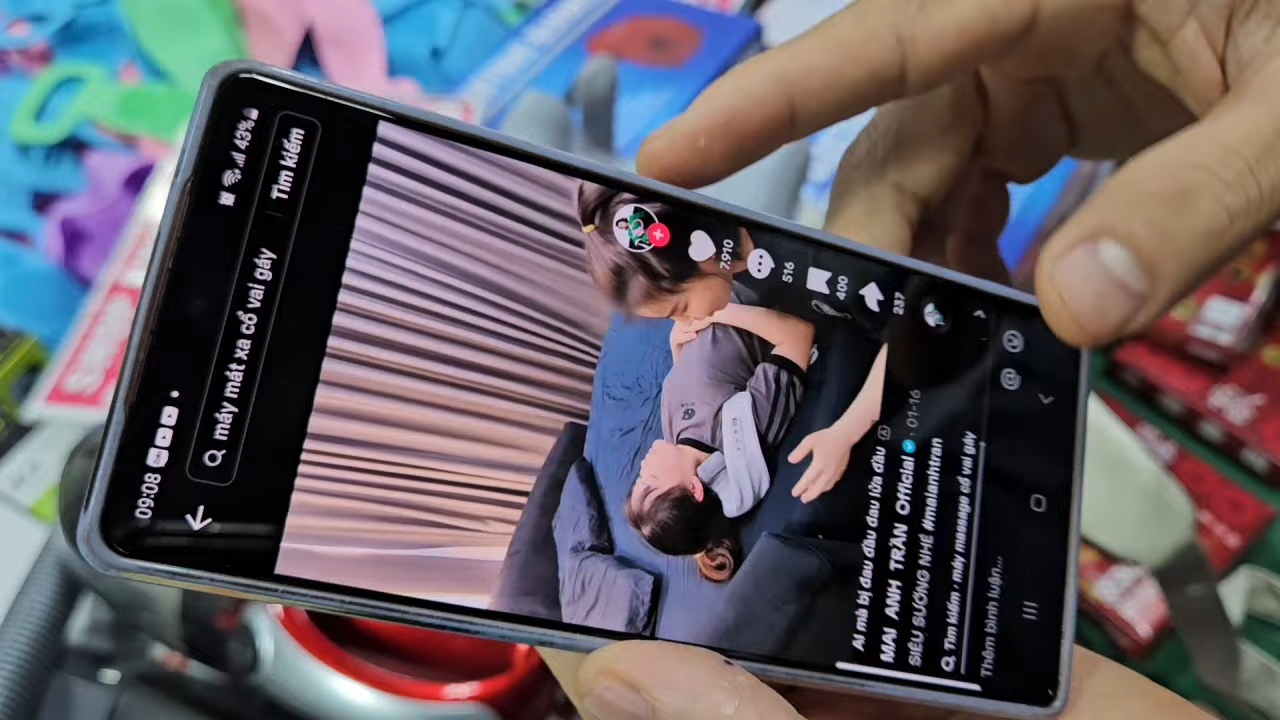 09:08
43%
máy mát xa cổ vai gáy
Tìm kiếm
7.910
516
400
237
Ai mà bị đau đầu đau lửa đầu
MAI ANH TRẦN Official · 01-16
SIÊU SƯỚNG NHÉ #maianhtran
Tìm kiếm · máy massage cổ vai gáy
Thêm bình luận...